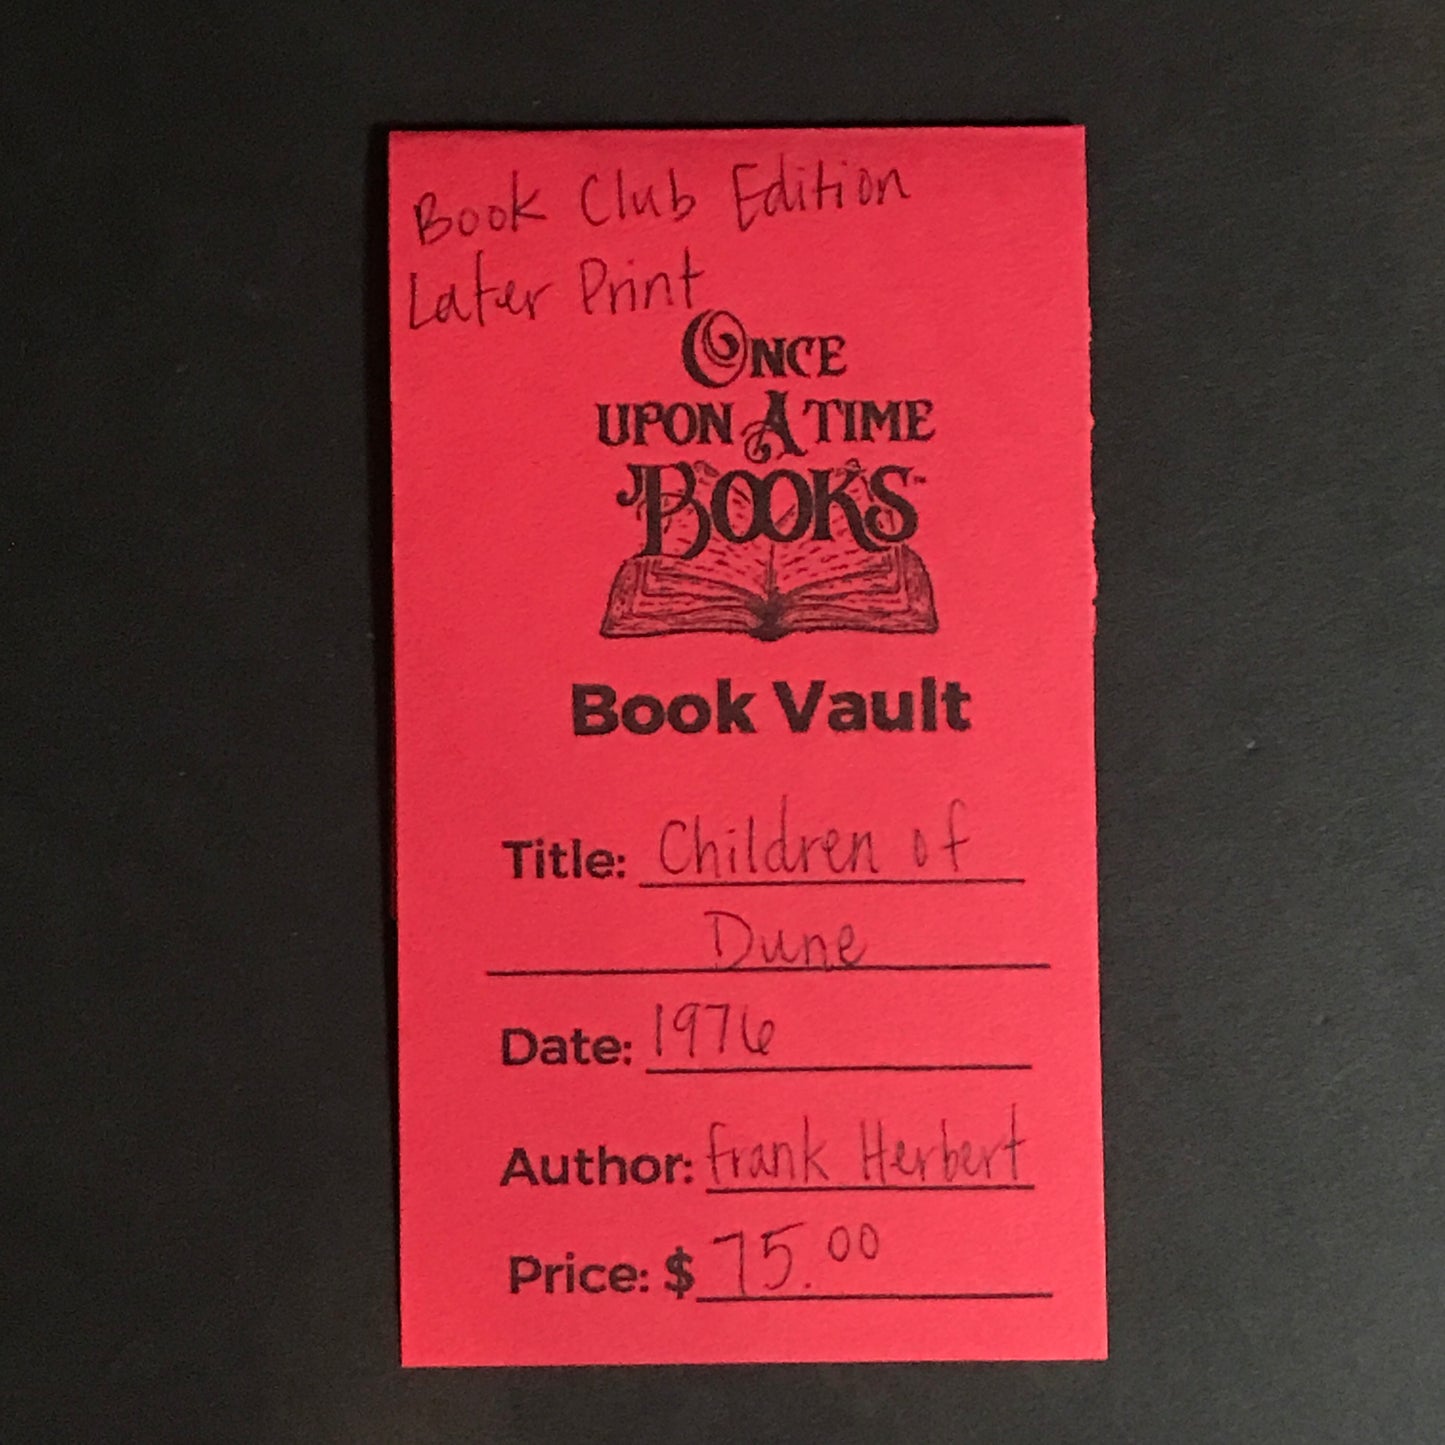 Book Club Edition
Later Print
ONCE
UPON A TIME
BOOKS™
Book Vault
Title: Children of
Dune
Date: 1976
Author: Frank Herbert
Price: $ 75.00